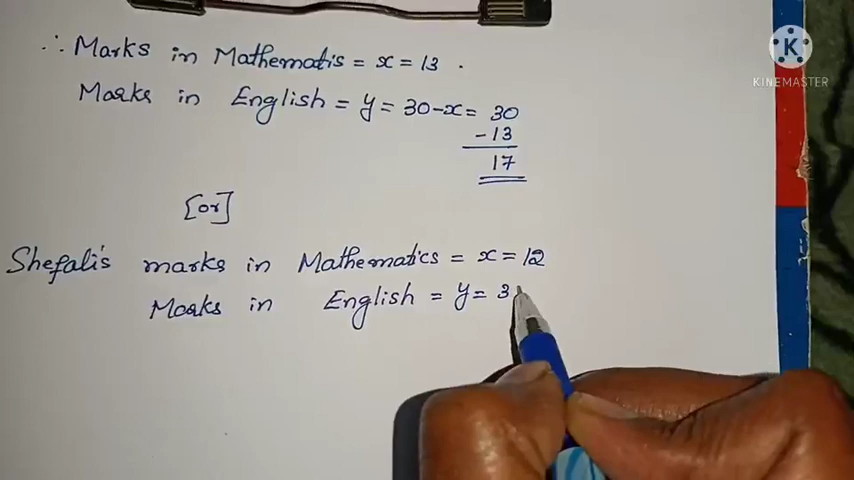 ∴ Marks in Mathematis = x = 13 .
Marks in English = y = 30-x = 30
-13
17
[or]
Shefali's marks in Mathematics = x = 12
Marks in English = y = 3
K
KINEMASTER